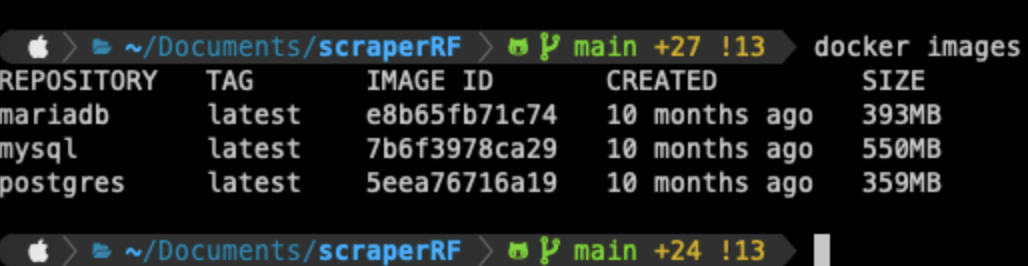 ~/Documents/scraperRF main +27 !13 docker images
REPOSITORY TAG IMAGE ID CREATED SIZE
mariadb latest e8b65fb71c74 10 months ago 393MB
mysql latest 7b6f3978ca29 10 months ago 550MB
postgres latest 5eea76716a19 10 months ago 359MB
~/Documents/scraperRF main +24 !13